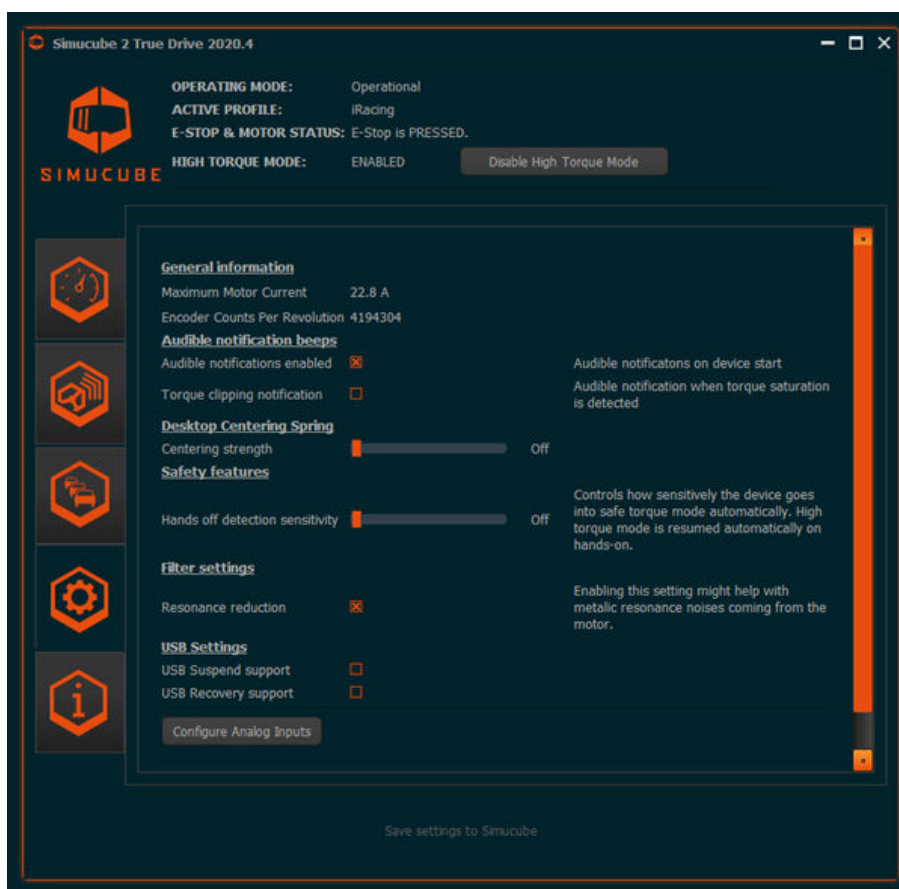 Simucube 2 True Drive 2020.4
OPERATING MODE: Operational
ACTIVE PROFILE: iRacing
E-STOP & MOTOR STATUS: E-Stop is PRESSED.
HIGH TORQUE MODE: ENABLED Disable High Torque Mode
SIMUCUBE
General information
Maximum Motor Current 22.8 A
Encoder Counts Per Revolution 4194304
Audible notification beeps
Audible notifications enabled Audible notificatons on device start
Torque clipping notification Audible notification when torque saturation
is detected
Desktop Centering Spring
Centering strength Off
Safety features
Hands off detection sensitivity Off Controls how sensitively the device goes
into safe torque mode automatically. High
torque mode is resumed automatically on
hands-on.
Filter settings
Resonance reduction Enabling this setting might help with
metalic resonance noises coming from the
motor.
USB Settings
USB Suspend support
USB Recovery support
Configure Analog Inputs
Save settings to Simucube